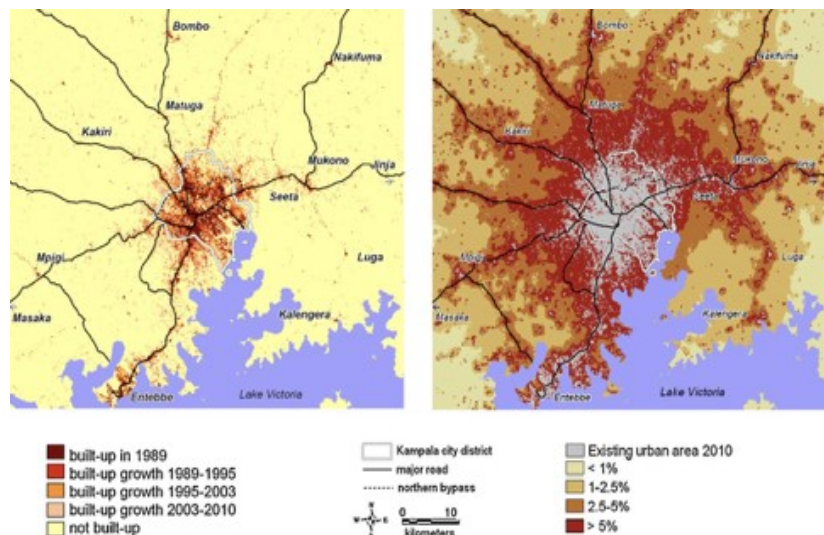 Bombo
Nakifuma
Matuga
Kakiri
Mukono
Jinja
Seeta
Mpigi
Luga
Masaka
Kalengera
Entebbe
Lake Victoria
Bombo
Nakifuma
Matuga
Kakiri
Mukono
Jinja
Seeta
Mpigi
Luga
Masaka
Kalengera
Entebbe
Lake Victoria
built-up in 1989
built-up growth 1989-1995
built-up growth 1995-2003
built-up growth 2003-2010
not built-up
Kampala city district
major road
northern bypass
N
W E
S
0 10
kilometers
Existing urban area 2010
< 1%
1-2.5%
2.5-5%
> 5%